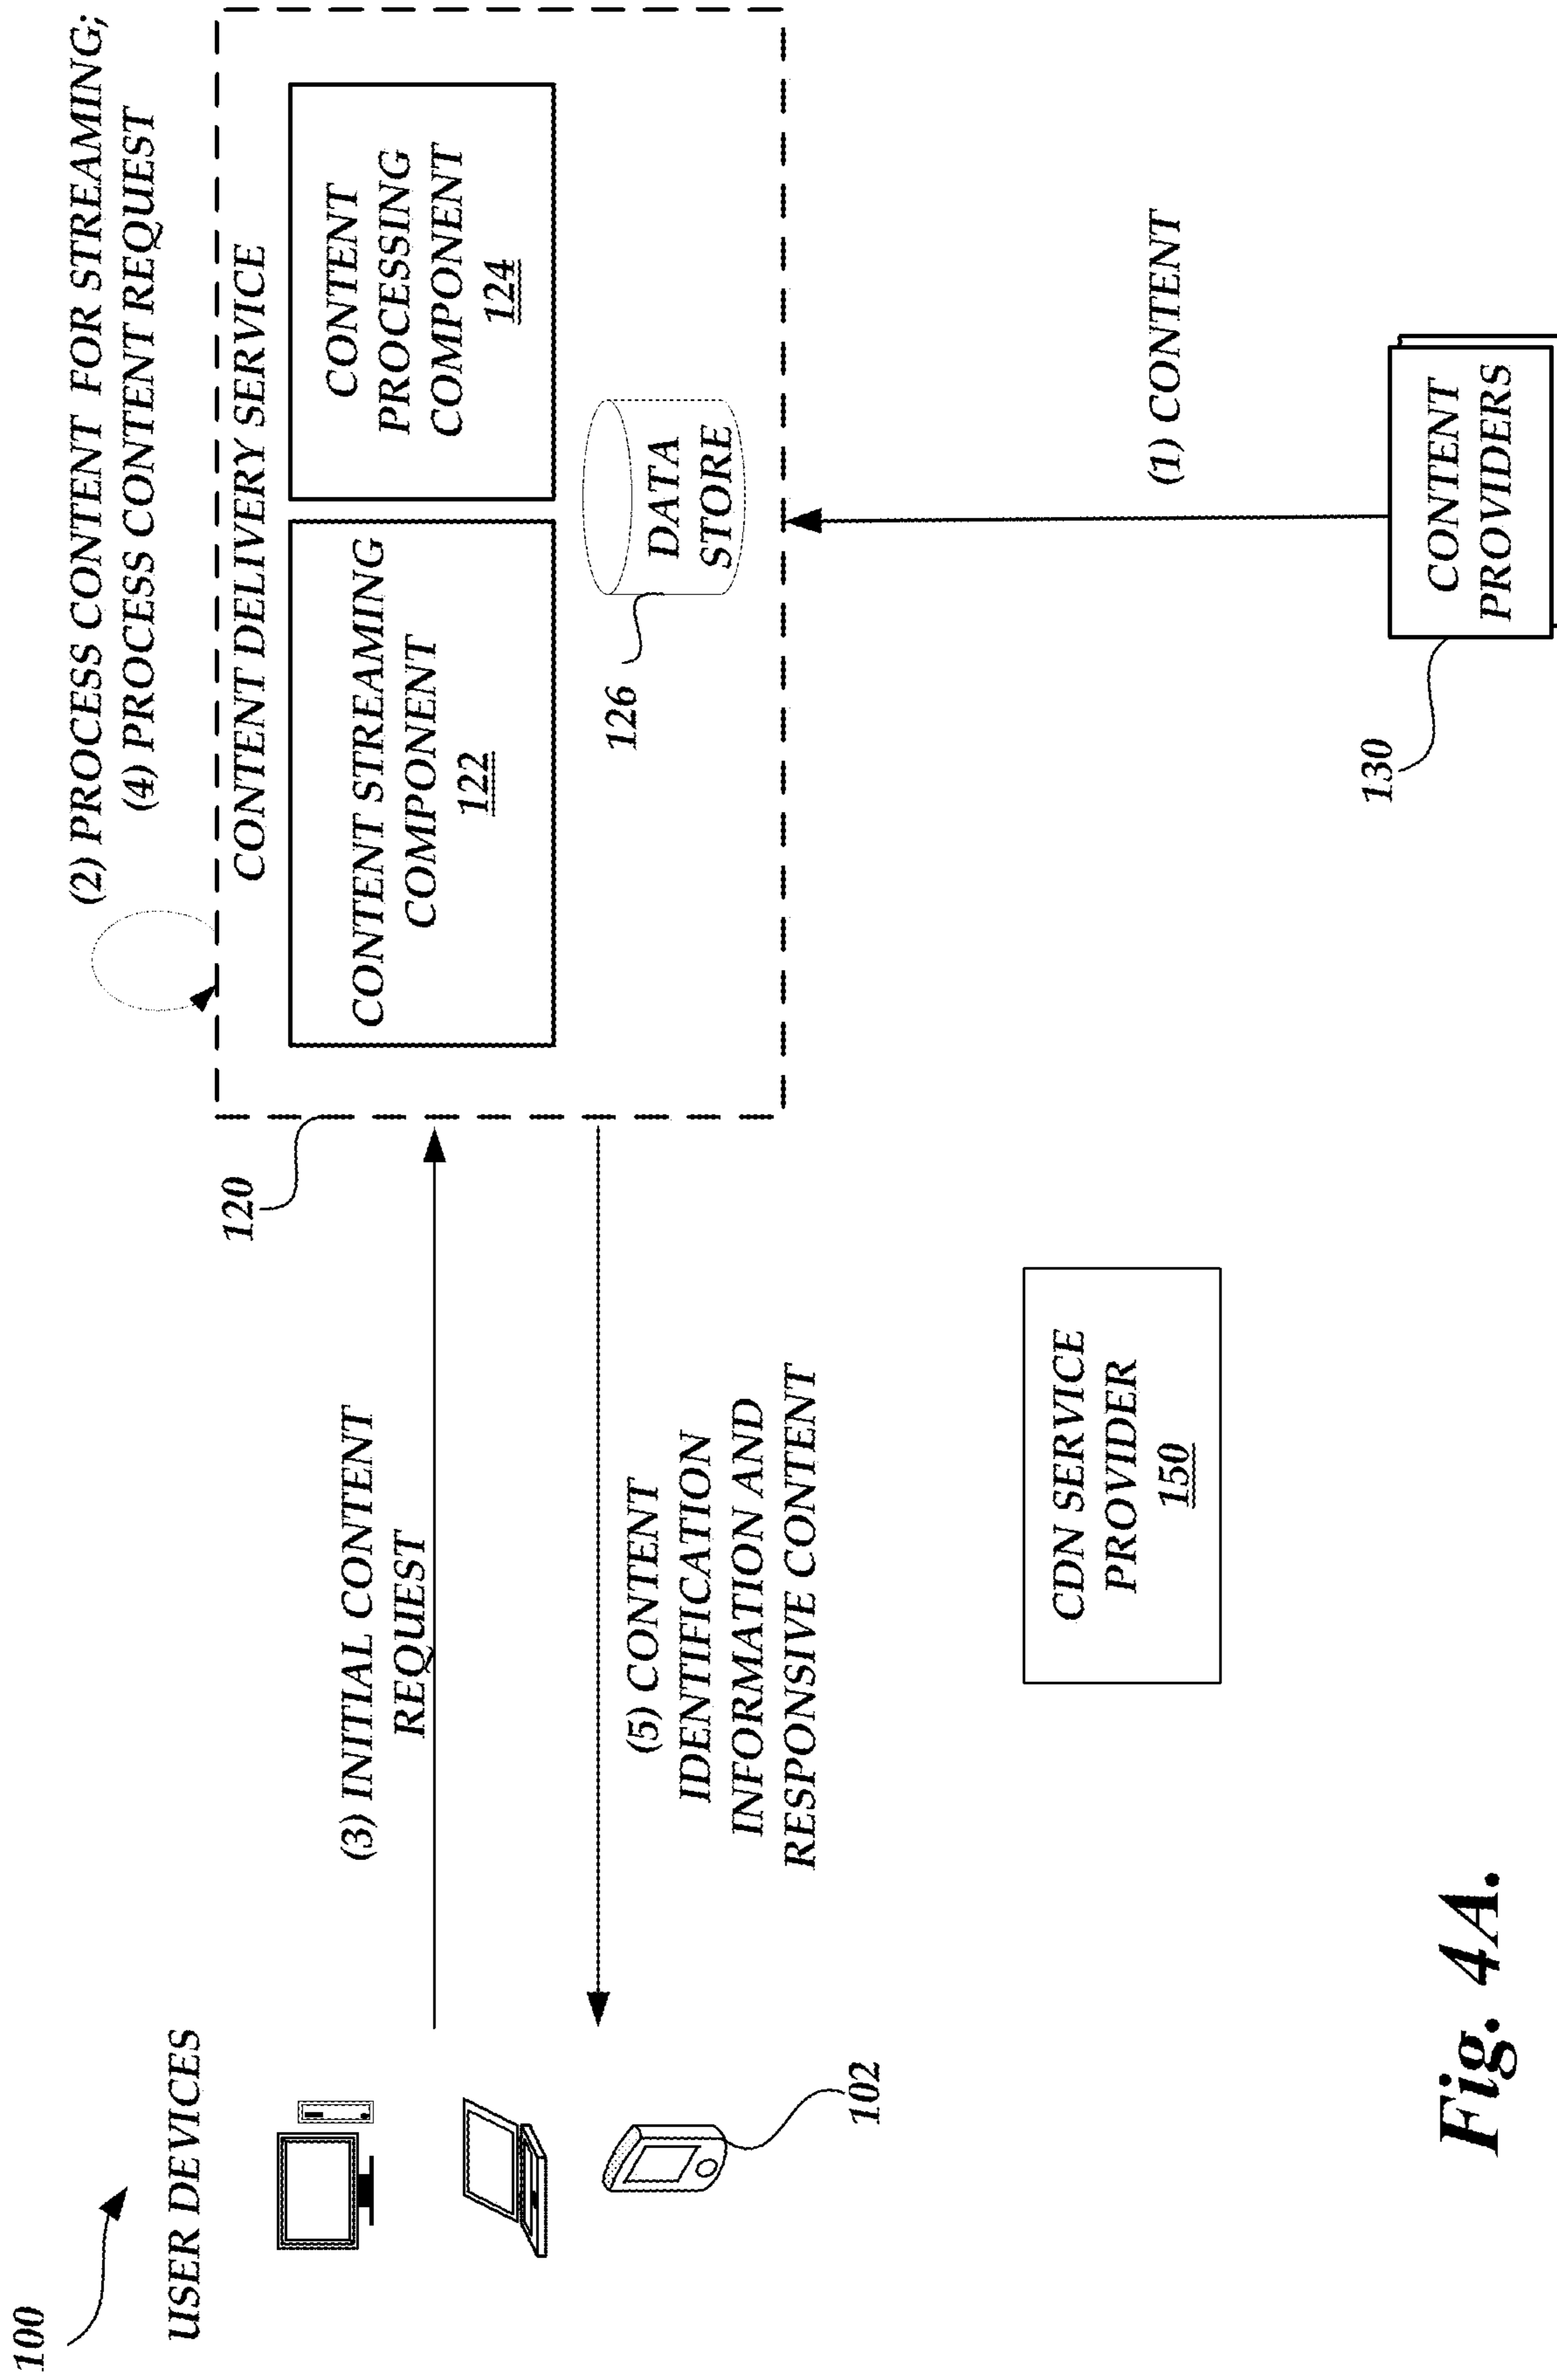 100
USER DEVICES
102
(3) INITIAL CONTENT
REQUEST
(5) CONTENT
IDENTIFICATION
INFORMATION AND
RESPONSIVE CONTENT
120
(2) PROCESS CONTENT FOR STREAMING;
(4) PROCESS CONTENT REQUEST
CONTENT DELIVERY SERVICE
CONTENT STREAMING
COMPONENT
122
CONTENT
PROCESSING
COMPONENT
124
126
DATA
STORE
CDN SERVICE
PROVIDER
150
(1) CONTENT
130
CONTENT
PROVIDERS
Fig. 4A.